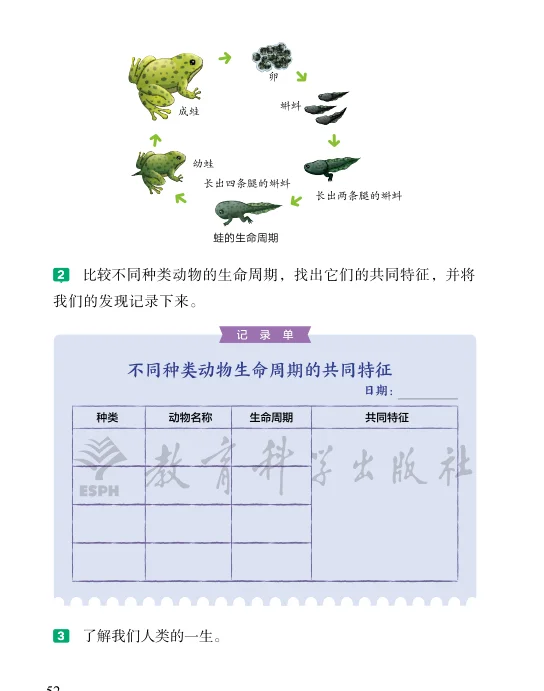 卵
成蛙
蝌蚪
幼蛙
长出四条腿的蝌蚪
长出两条腿的蝌蚪
蛙的生命周期
2 比较不同种类动物的生命周期，找出它们的共同特征，并将
我们的发现记录下来。
记录单
不同种类动物生命周期的共同特征
日期：
种类 动物名称 生命周期 共同特征
ESPH 教育科学出版社
3 了解我们人类的一生。